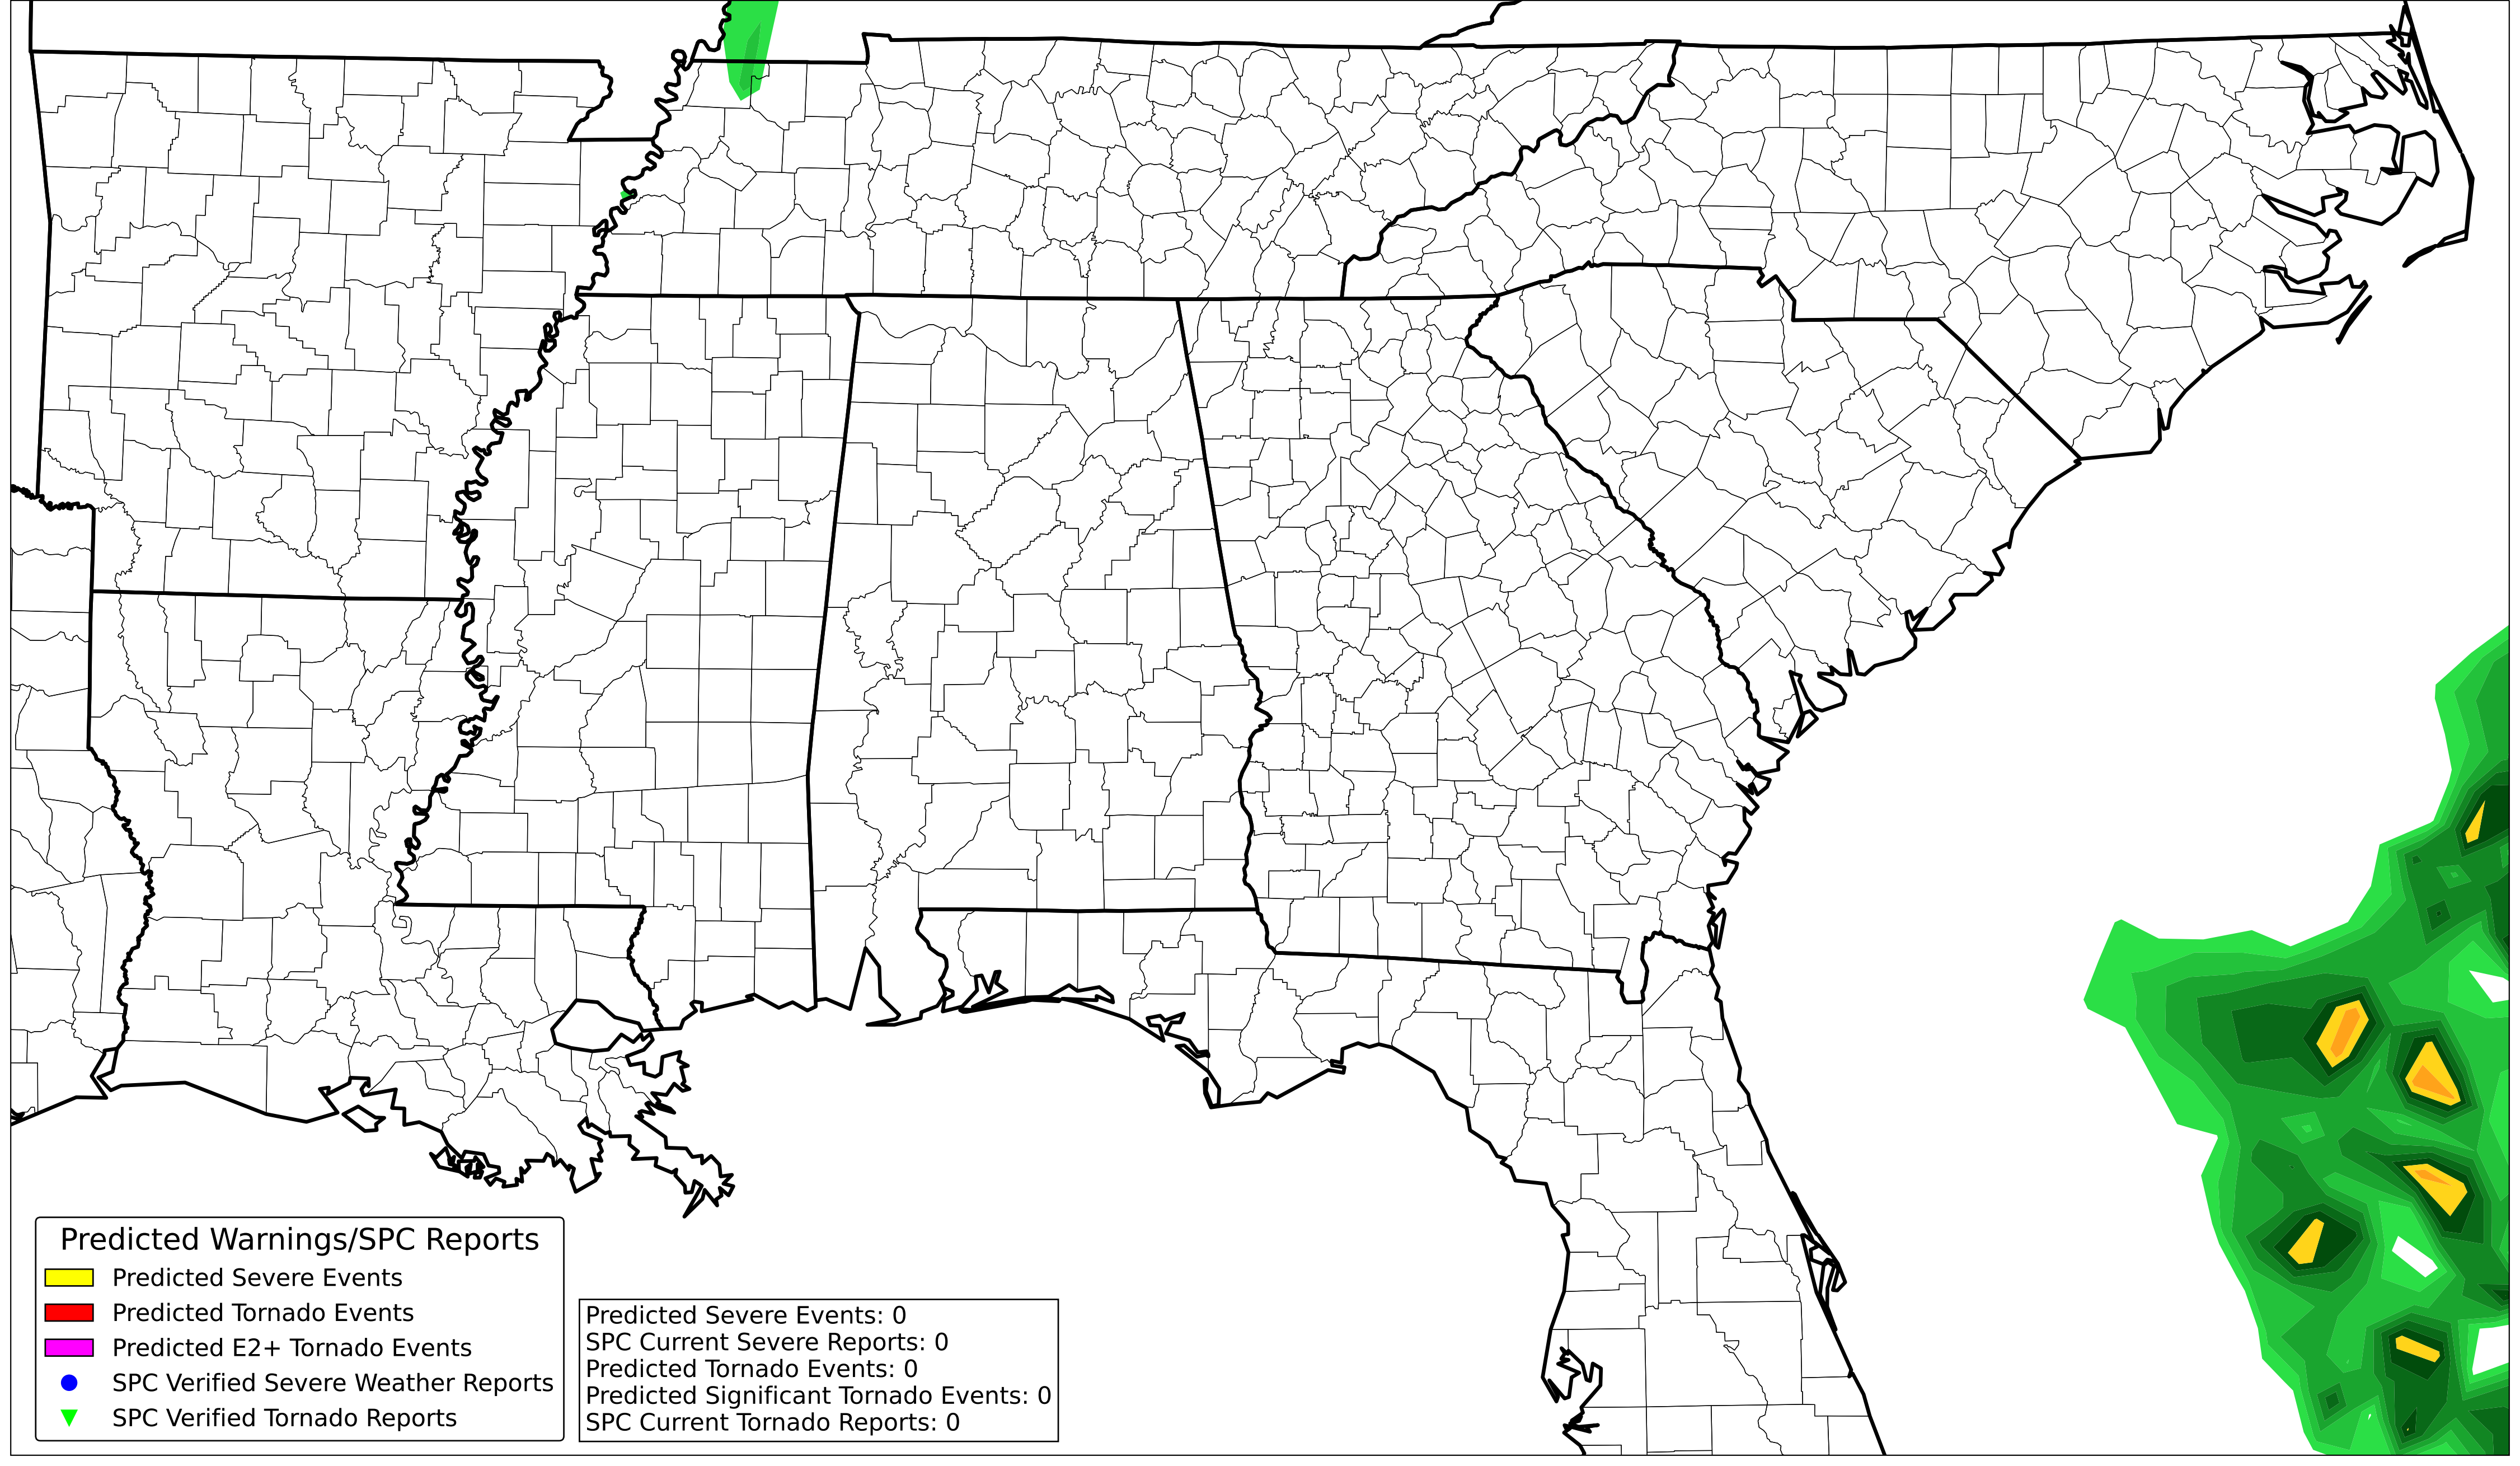 Predicted Warnings/SPC Reports
Predicted Severe Events
Predicted Tornado Events
Predicted E2+ Tornado Events
SPC Verified Severe Weather Reports
SPC Verified Tornado Reports
Predicted Severe Events: 0
SPC Current Severe Reports: 0
Predicted Tornado Events: 0
Predicted Significant Tornado Events: 0
SPC Current Tornado Reports: 0